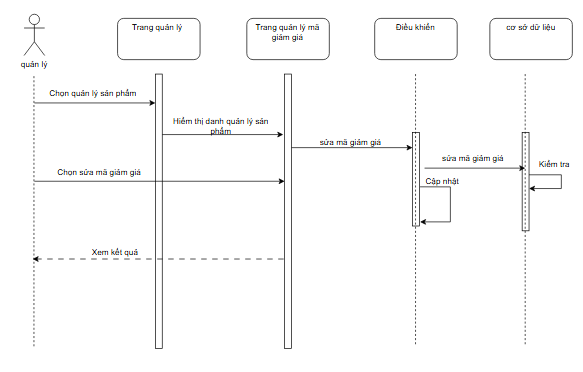 Trang quản lý
Trang quản lý mã
giảm giá
Điều khiển
cơ sở dữ liệu
quản lý
Chọn quản lý sản phẩm
Hiểm thị danh quản lý sản
phẩm
sửa mã giảm giá
sửa mã giảm giá
Kiểm tra
Chọn sửa mã giảm giá
Cập nhật
Xem kết quả